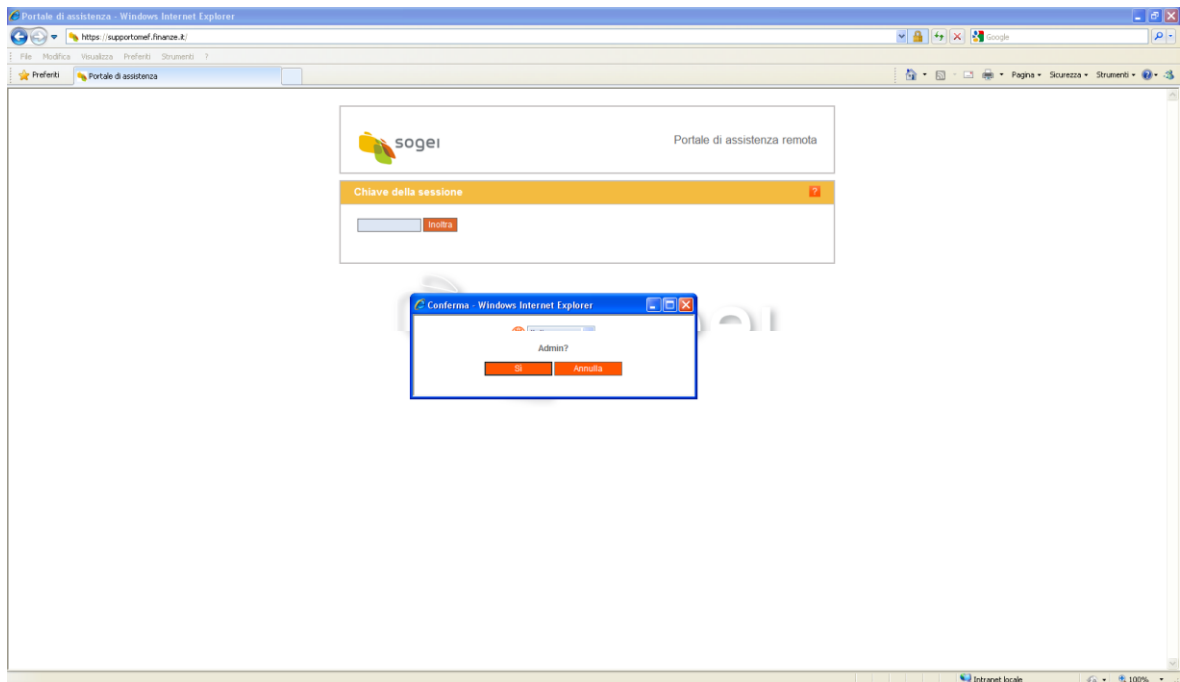 Portale di assistenza - Windows Internet Explorer
https://supportomef.finanze.it/
Google
File Modifica Visualizza Preferiti Strumenti ?
Preferiti Portale di assistenza
Pagina Sicurezza Strumenti
sogei
Portale di assistenza remota
Chiave della sessione ?
Inoltra
Conferma - Windows Internet Explorer
Admin?
Sì Annulla
Intranet locale 100%